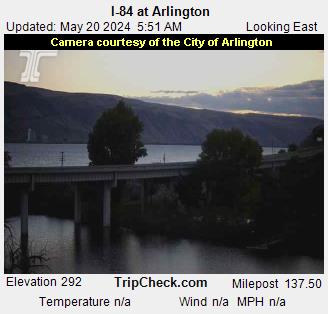 I-84 at Arlington
Updated: May 20 2024 5:51 AM Looking East
Camera courtesy of the City of Arlington
Elevation 292 TripCheck.com Milepost 137.50
Temperature n/a Wind n/a MPH n/a